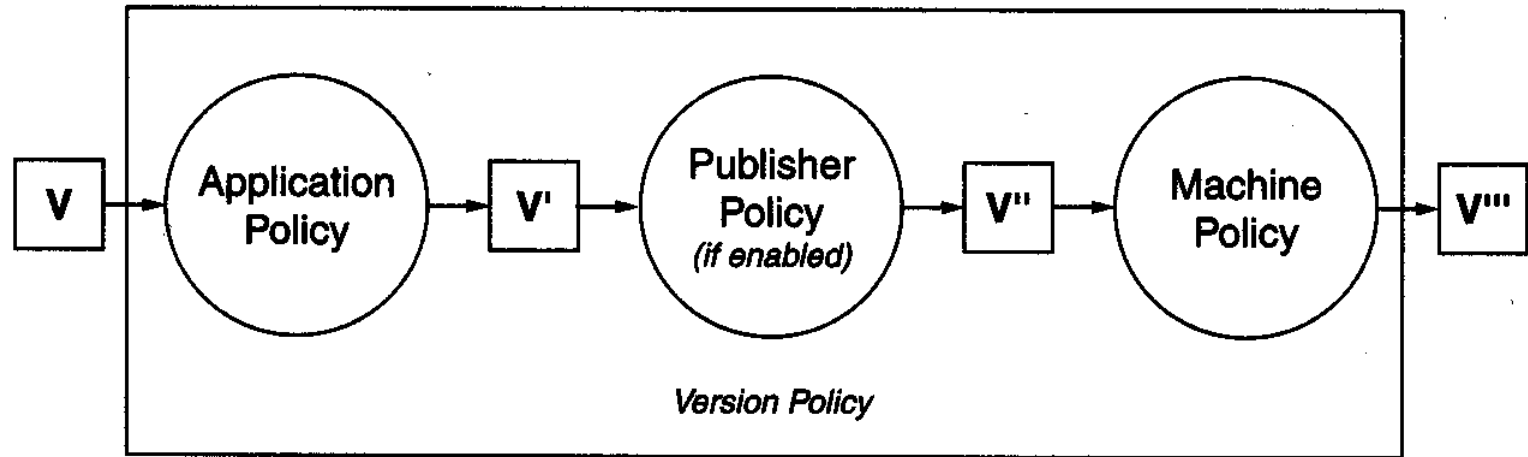 V
Application
Policy
V'
Publisher
Policy
(if enabled)
V''
Machine
Policy
V'''
Version Policy